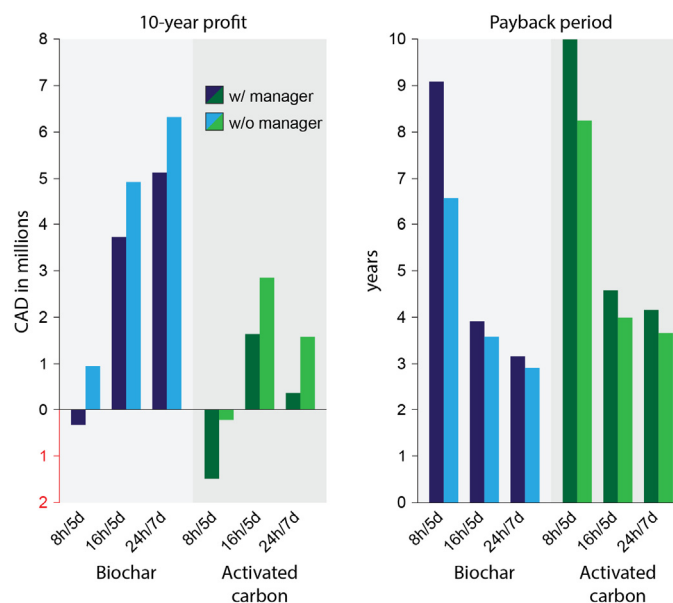 10-year profit
8
7
6
5
4
3
2
1
0
1
2
CAD in millions
w/ manager
w/o manager
8h/5d
16h/5d
24h/7d
8h/5d
16h/5d
24h/7d
Biochar
Activated
carbon
Payback period
10
9
8
7
6
5
4
3
2
1
0
years
8h/5d
16h/5d
24h/7d
8h/5d
16h/5d
24h/7d
Biochar
Activated
carbon